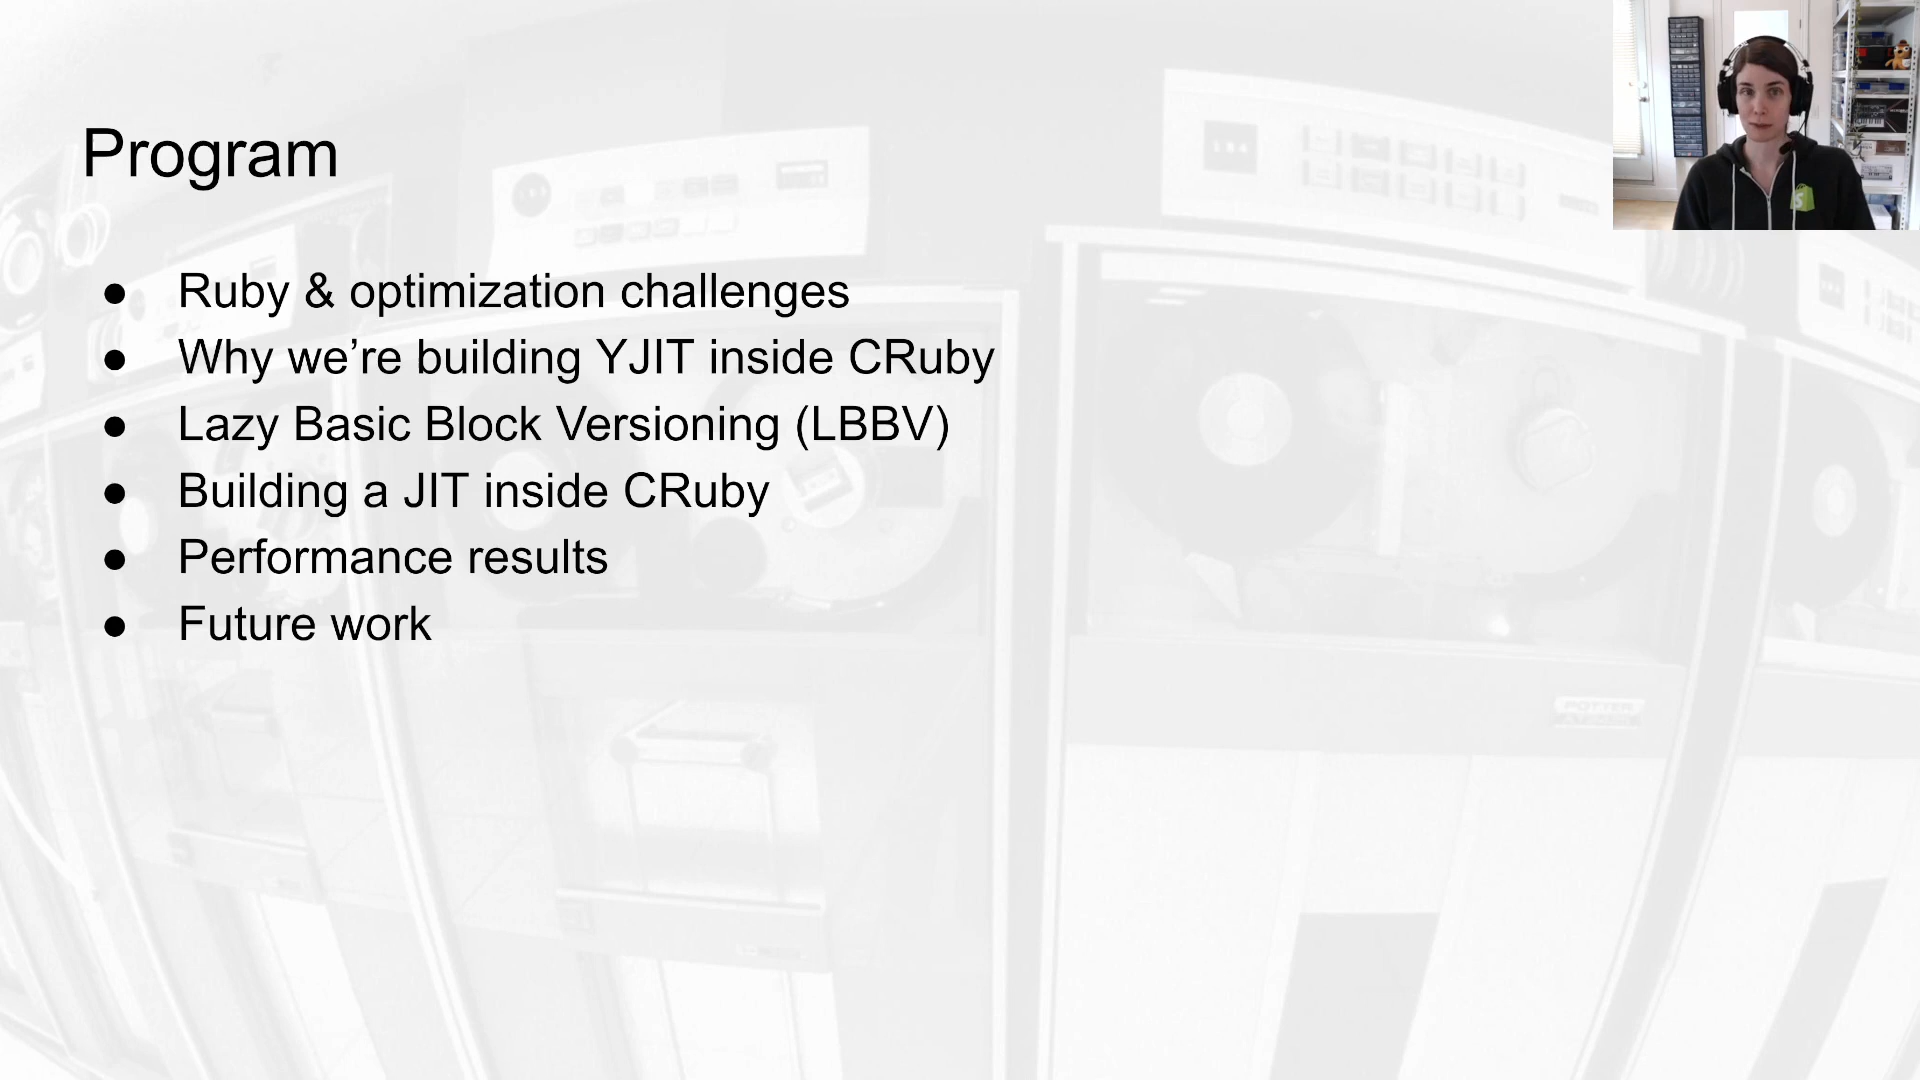 Program
● Ruby & optimization challenges
● Why we’re building YJIT inside CRuby
● Lazy Basic Block Versioning (LBBV)
● Building a JIT inside CRuby
● Performance results
● Future work
POTTER